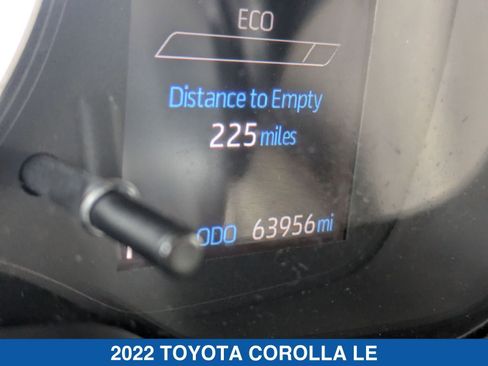 ECO
Distance to Empty
225 miles
ODO 63956 mi
2022 TOYOTA COROLLA LE